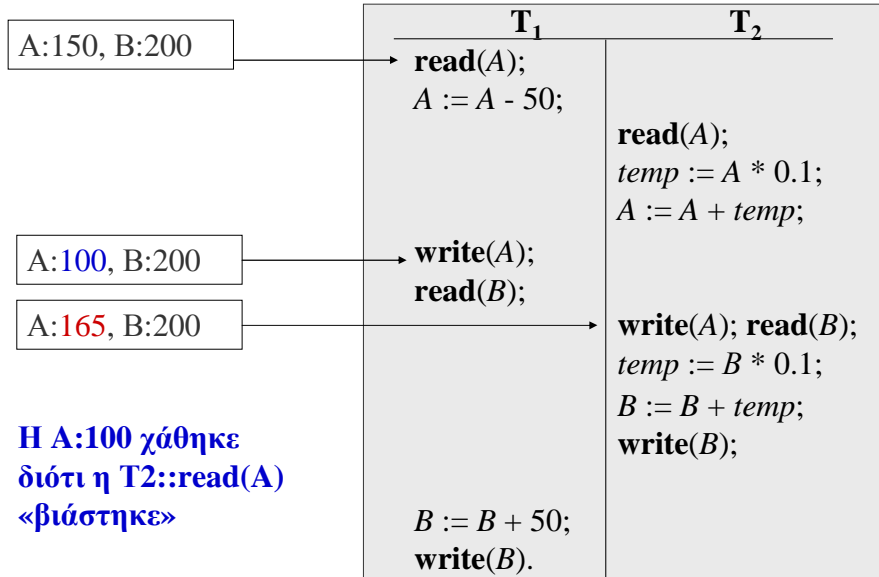 T₁ T₂
A:150, B:200
read(A);
A := A - 50;
read(A);
temp := A * 0.1;
A := A + temp;
A:100, B:200
write(A);
read(B);
A:165, B:200
write(A); read(B);
temp := B * 0.1;
B := B + temp;
write(B);
Η Α:100 χάθηκε
διότι η T2::read(A)
«βιάστηκε»
B := B + 50;
write(B).